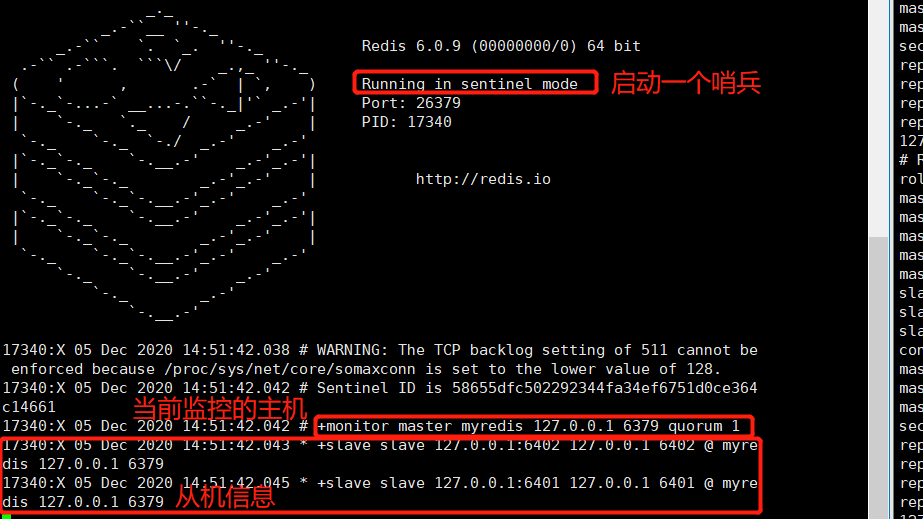 Redis 6.0.9 (00000000/0) 64 bit
Running in sentinel mode 启动一个哨兵
Port: 26379
PID: 17340
http://redis.io
17340:X 05 Dec 2020 14:51:42.038 # WARNING: The TCP backlog setting of 511 cannot be
enforced because /proc/sys/net/core/somaxconn is set to the lower value of 128.
17340:X 05 Dec 2020 14:51:42.042 # Sentinel ID is 58655dfc502292344fa34ef6751d0ce364
c14661
当前监控的主机
17340:X 05 Dec 2020 14:51:42.042 # +monitor master myredis 127.0.0.1 6379 quorum 1
17340:X 05 Dec 2020 14:51:42.043 * +slave slave 127.0.0.1:6402 127.0.0.1 6402 @ myre
dis 127.0.0.1 6379
17340:X 05 Dec 2020 14:51:42.045 * +slave slave 127.0.0.1:6401 127.0.0.1 6401 @ myre
dis 127.0.0.1 6379 从机信息
mas
mas
sec
rep
rep
rep
rep
127
# R
rol
mas
mas
mas
mas
mas
sla
sla
sla
con
mas
mas
mas
sec
rep
rep
rep
rep